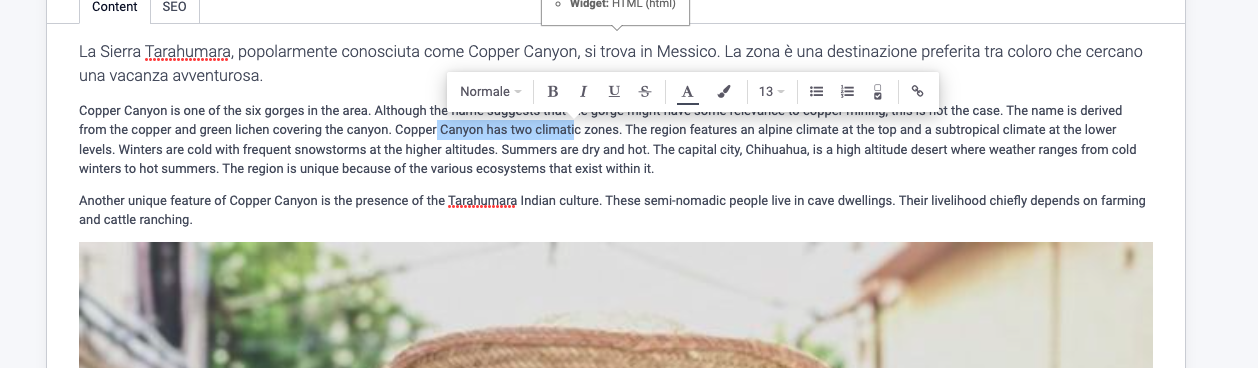 Content SEO
Widget: HTML (html)
La Sierra Tarahumara, popolarmente conosciuta come Copper Canyon, si trova in Messico. La zona è una destinazione preferita tra coloro che cercano
una vacanza avventurosa.
Normale B I U S A 13
Copper Canyon is one of the six gorges in the area. Although the name suggests that the gorge might have some relevance to copper mining, this is not the case. The name is derived
from the copper and green lichen covering the canyon. Copper Canyon has two climatic zones. The region features an alpine climate at the top and a subtropical climate at the lower
levels. Winters are cold with frequent snowstorms at the higher altitudes. Summers are dry and hot. The capital city, Chihuahua, is a high altitude desert where weather ranges from cold
winters to hot summers. The region is unique because of the various ecosystems that exist within it.
Another unique feature of Copper Canyon is the presence of the Tarahumara Indian culture. These semi-nomadic people live in cave dwellings. Their livelihood chiefly depends on farming
and cattle ranching.